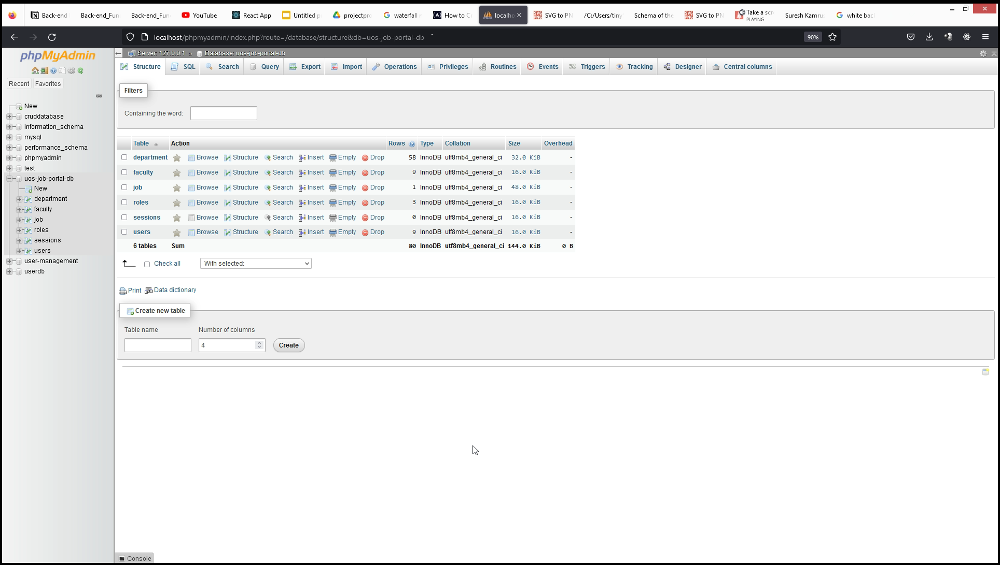 Back-end
Back-end_Fun
Back-end_Fun
YouTube
React App
Untitled p
projectpro
waterfall
How to C
localho
SVG to PN
/C:/Users/tiny
Schema of the
SVG to PN
Take a scr
PLAYING
Suresh Kamrus
white bac
localhost/phpmyadmin/index.php?route=/database/structure&db=uos-job-portal-db
90%
phpMyAdmin
Recent
Favorites
New
cruddatabase
information_schema
mysql
performance_schema
phpmyadmin
test
uos-job-portal-db
New
department
faculty
job
roles
sessions
users
user-management
userdb
Server: 127.0.0.1 » Database: uos-job-portal-db
Structure SQL Search Query Export Import Operations Privileges Routines Events Triggers Tracking Designer Central columns
Filters
Containing the word:
Table Action Rows Type Collation Size Overhead
department Browse Structure Search Insert Empty Drop 58 InnoDB utf8mb4_general_ci 32.0 KiB -
faculty Browse Structure Search Insert Empty Drop 9 InnoDB utf8mb4_general_ci 16.0 KiB -
job Browse Structure Search Insert Empty Drop 1 InnoDB utf8mb4_general_ci 48.0 KiB -
roles Browse Structure Search Insert Empty Drop 3 InnoDB utf8mb4_general_ci 16.0 KiB -
sessions Browse Structure Search Insert Empty Drop 0 InnoDB utf8mb4_general_ci 16.0 KiB -
users Browse Structure Search Insert Empty Drop 9 InnoDB utf8mb4_general_ci 16.0 KiB -
6 tables Sum 80 InnoDB utf8mb4_general_ci 144.0 KiB 0 B
Check all With selected:
Print Data dictionary
Create new table
Table name Number of columns
4 Create
Console